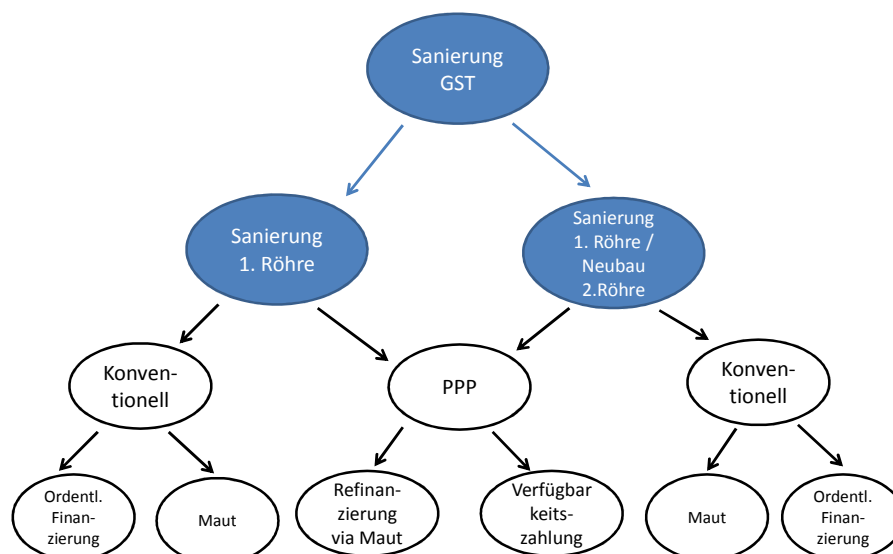 Sanierung
GST
Sanierung
1. Röhre
Sanierung
1. Röhre /
Neubau
2.Röhre
Konven-
tionell
PPP
Konven-
tionell
Ordentl.
Finan-
zierung
Maut
Refinan-
zierung
via Maut
Verfügbar
keits-
zahlung
Maut
Ordentl.
Finan-
zierung